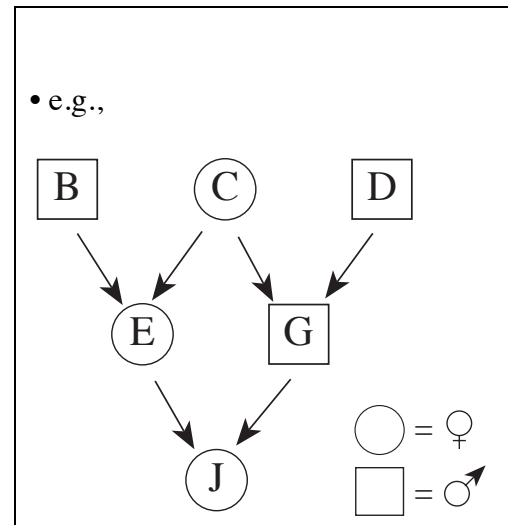 • e.g.,
B C D
E G
J
= ♀
= ♂